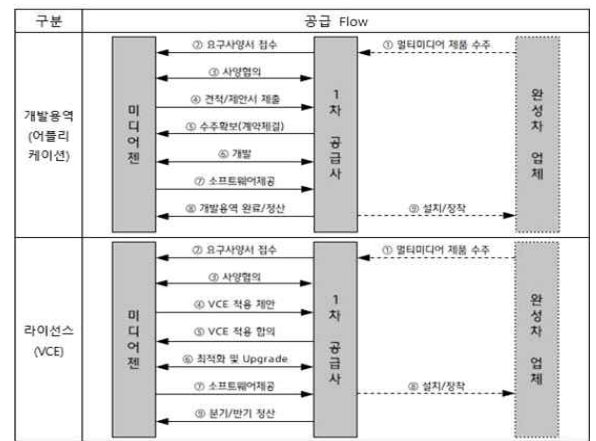 구분 공급 Flow
개발용역
(어플리
케이션)
미디어젠
1차 공급사
완성차 업체
② 요구사양서 접수
① 멀티미디어 제품 수주
③ 사양협의
④ 견적/제안서 제출
⑤ 수주확보(계약체결)
⑥ 개발
⑦ 소프트웨어제공
⑧ 개발용역 완료/정산
⑨ 설치/장착
라이선스
(VCE)
미디어젠
1차 공급사
완성차 업체
② 요구사양서 접수
① 멀티미디어 제품 수주
③ 사양협의
④ VCE 적용 제안
⑤ VCE 적용 합의
⑥ 최적화 및 Upgrade
⑦ 소프트웨어제공
⑧ 설치/장착
⑨ 분기/반기 정산